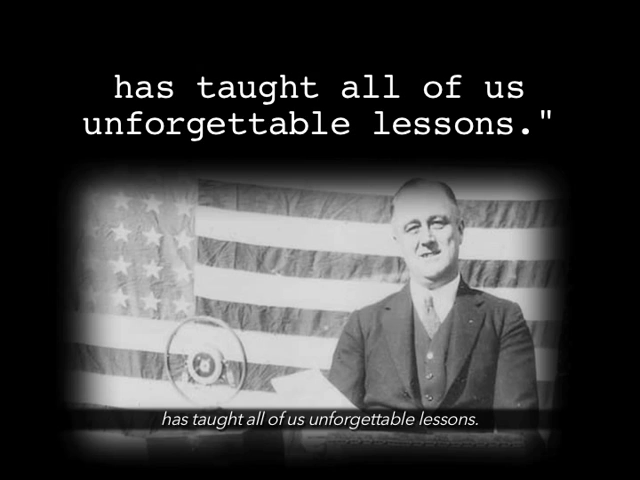 has taught all of us
unforgettable lessons."
has taught all of us unforgettable lessons.